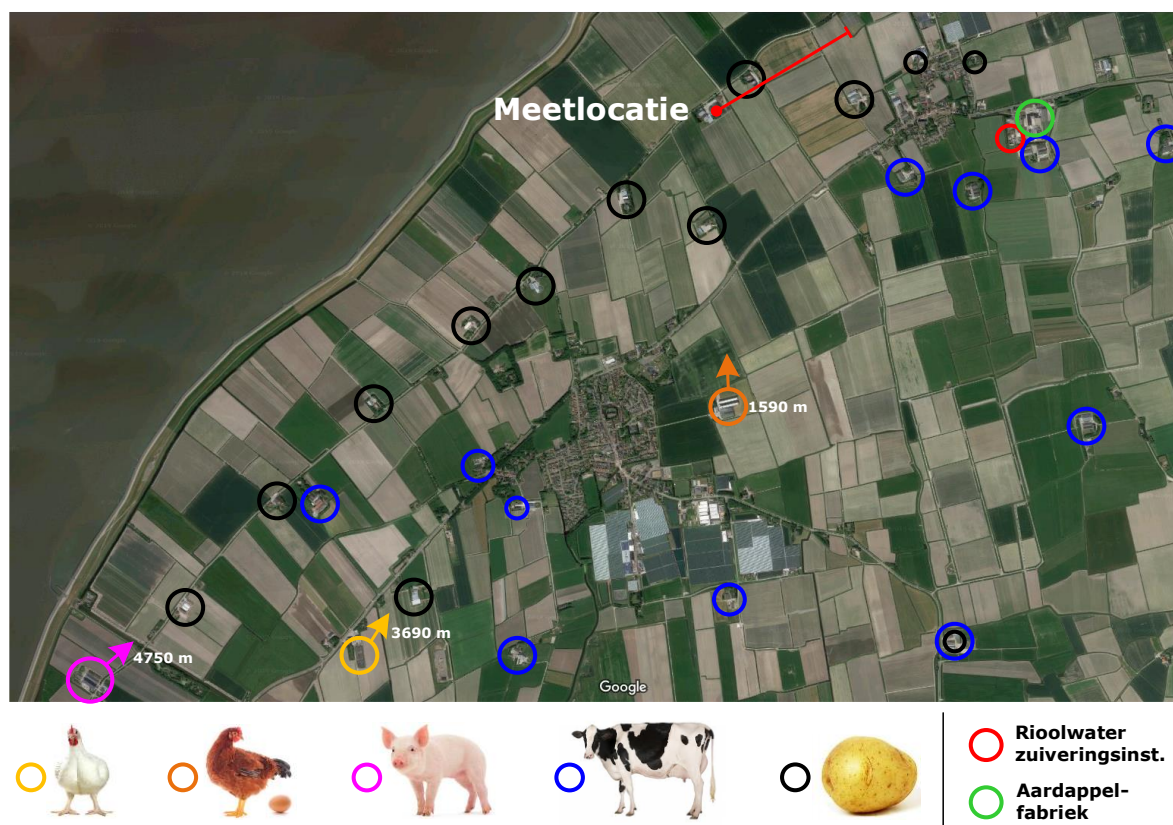 Meetlocatie
1590 m
3690 m
4750 m
Google
Rioolwater
zuiveringsinst.
Aardappel-
fabriek